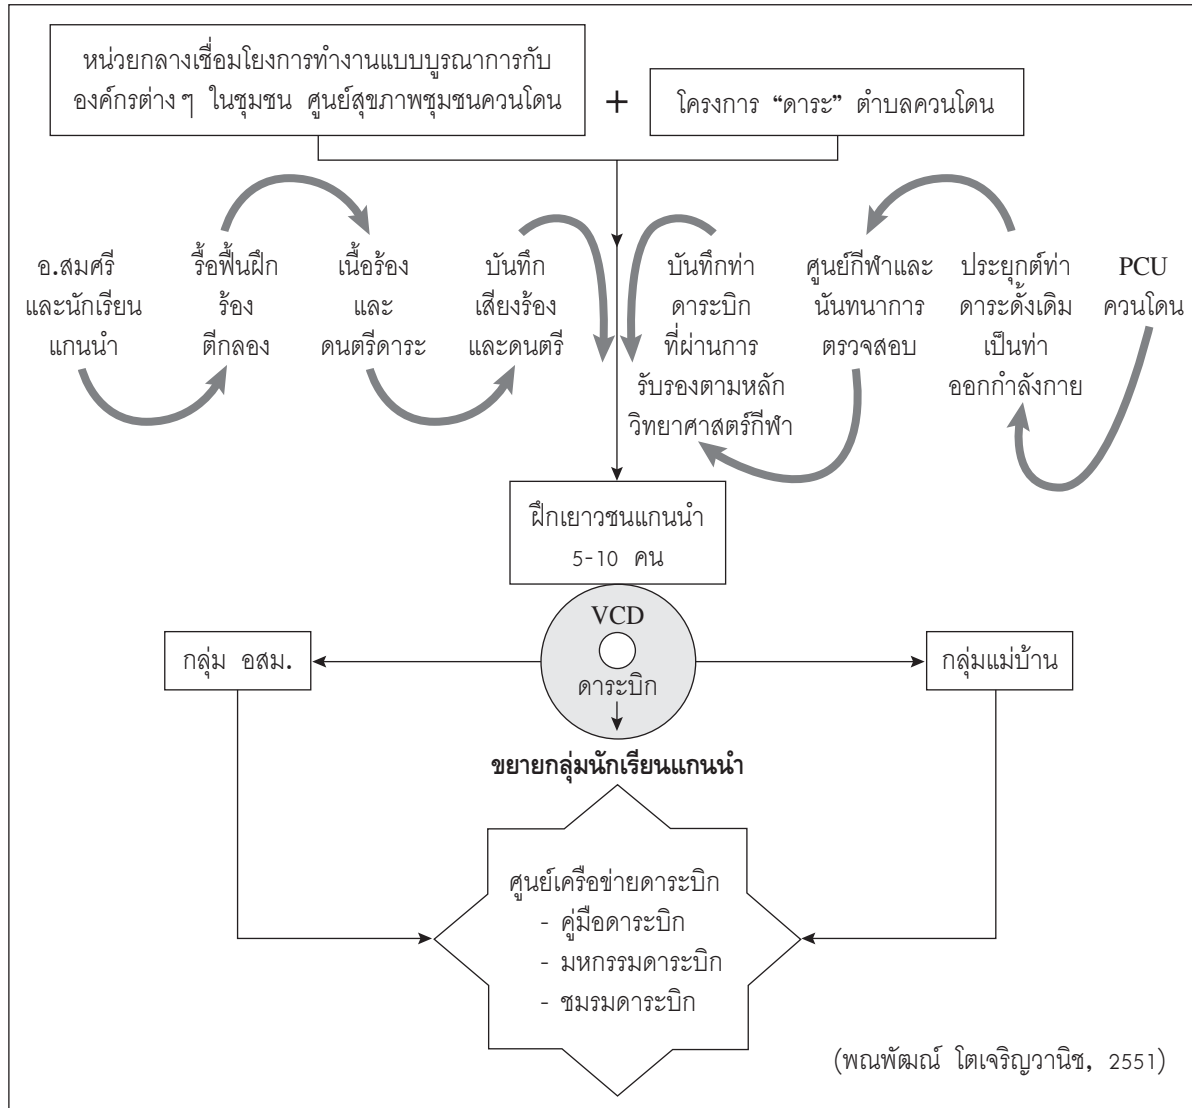 หน่วยกลางเชื่อมโยงการทำงานแบบบูรณาการกับ
องค์กรต่าง ๆ ในชุมชน ศูนย์สุขภาพชุมชนควนโดน
+
โครงการ “ดาระ” ตำบลควนโดน
อ.สมศรี
และนักเรียน
แกนนำ
รื้อฟื้นฝึก
ร้อง
ตีกลอง
เนื้อร้อง
และ
ดนตรีดาระ
บันทึก
เสียงร้อง
และดนตรี
บันทึกท่า
ดาระบิก
ที่ผ่านการ
รับรองตามหลัก
วิทยาศาสตร์กีฬา
ศูนย์กีฬาและ
นันทนาการ
ตรวจสอบ
ประยุกต์ท่า
ดาระดั้งเดิม
เป็นท่า
ออกกำลังกาย
PCU
ควนโดน
ฝึกเยาวชนแกนนำ
5-10 คน
VCD
ดาระบิก
กลุ่ม อสม.
กลุ่มแม่บ้าน
ขยายกลุ่มนักเรียนแกนนำ
ศูนย์เครือข่ายดาระบิก
- คู่มือดาระบิก
- มหกรรมดาระบิก
- ชมรมดาระบิก
(พณพัฒณ์ โตเจริญวานิช, 2551)